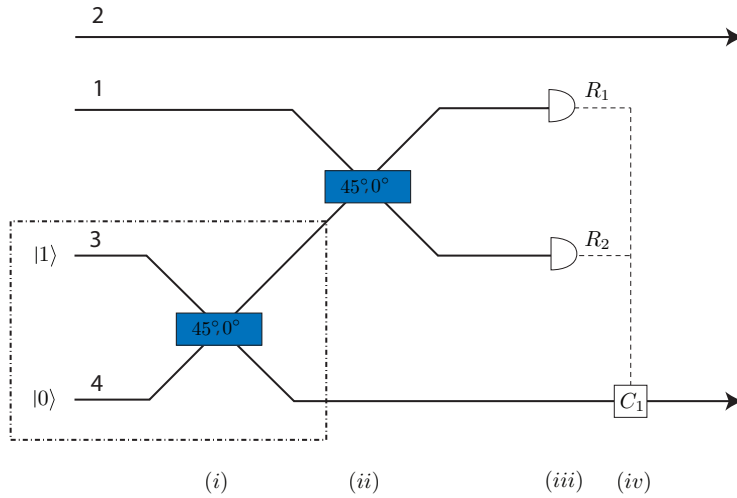 2
1
R₁
45°,0°
R₂
|1⟩ 3
45°,0°
|0⟩ 4
C₁
(i) (ii) (iii) (iv)